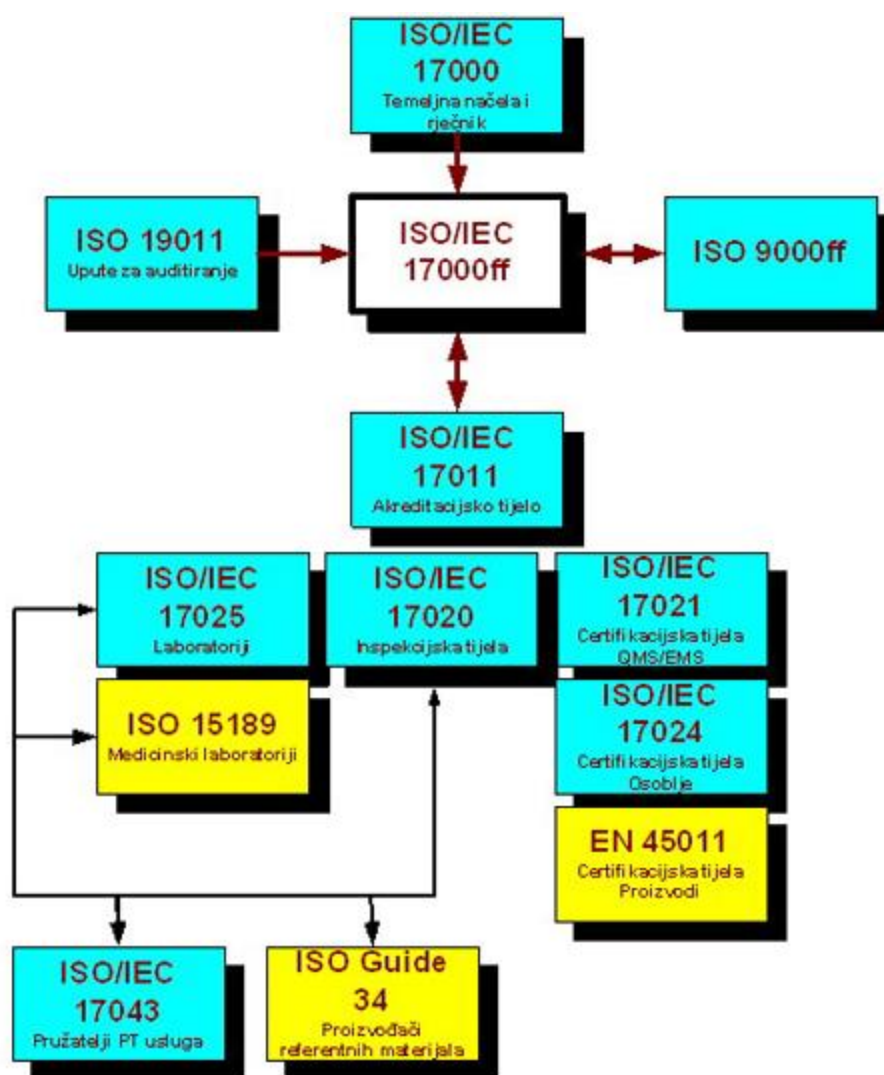 ISO/IEC
17000
Temeljna načela i
rječnik
ISO 19011
Upute za auditiranje
ISO/IEC
17000ff
ISO 9000ff
ISO/IEC
17011
Akreditacijsko tijelo
ISO/IEC
17025
Laboratoriji
ISO/IEC
17020
Inspekcijska tijela
ISO/IEC
17021
Certifikacijska tijela
QMS/EMS
ISO 15189
Medicinski laboratoriji
ISO/IEC
17024
Certifikacijska tijela
Osoblje
EN 45011
Certifikacijska tijela
Proizvodi
ISO/IEC
17043
Pružatelji PT usluga
ISO Guide
34
Proizvođači
referentnih materijala